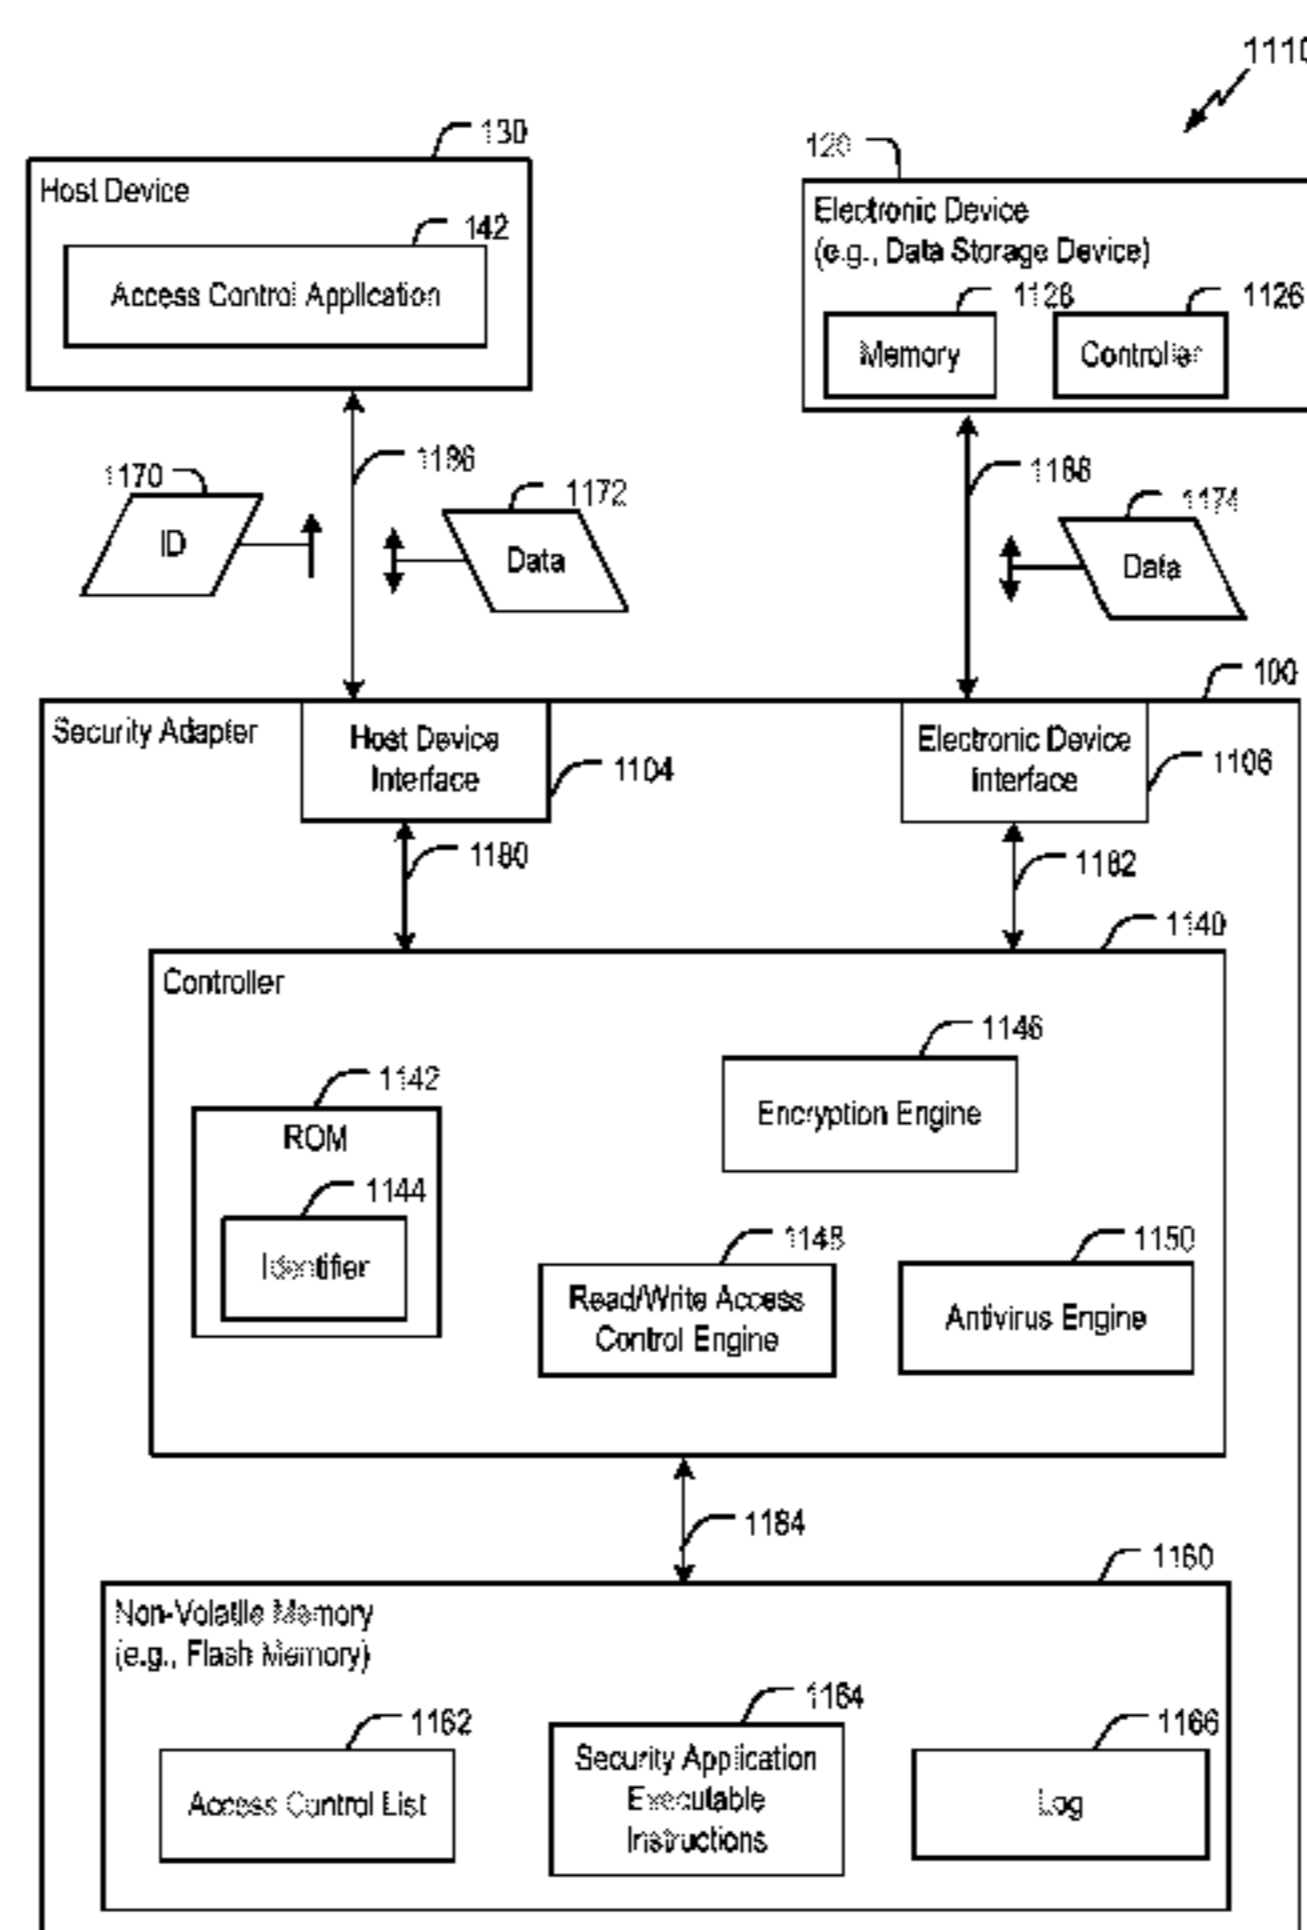 1110
130
Host Device
142
Access Control Application
120
Electronic Device
(e.g., Data Storage Device)
1128
Memory
1126
Controller
1170
ID
1186
1172
Data
1188
1174
Data
100
Security Adapter
Host Device
Interface
1104
Electronic Device
Interface
1106
1180
1182
1140
Controller
1146
Encryption Engine
1142
ROM
1144
Identifier
1148
Read/Write Access
Control Engine
1150
Antivirus Engine
1184
1160
Non-Volatile Memory
(e.g., Flash Memory)
1162
Access Control List
1164
Security Application
Executable
Instructions
1166
Log